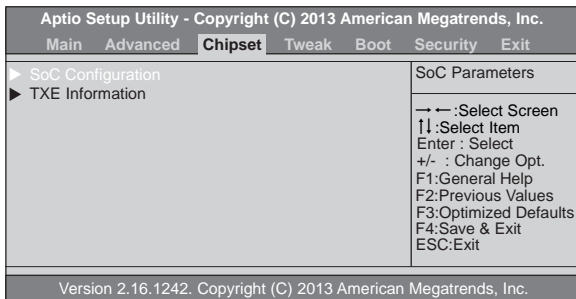 Aptio Setup Utility - Copyright (C) 2013 American Megatrends, Inc.
Main Advanced Chipset Tweak Boot Security Exit
▶ SoC Configuration
▶ TXE Information
SoC Parameters
→←:Select Screen
↑↓:Select Item
Enter : Select
+/- : Change Opt.
F1:General Help
F2:Previous Values
F3:Optimized Defaults
F4:Save & Exit
ESC:Exit
Version 2.16.1242. Copyright (C) 2013 American Megatrends, Inc.